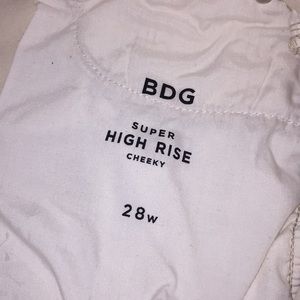 BDG
SUPER
HIGH RISE
CHEEKY
28W